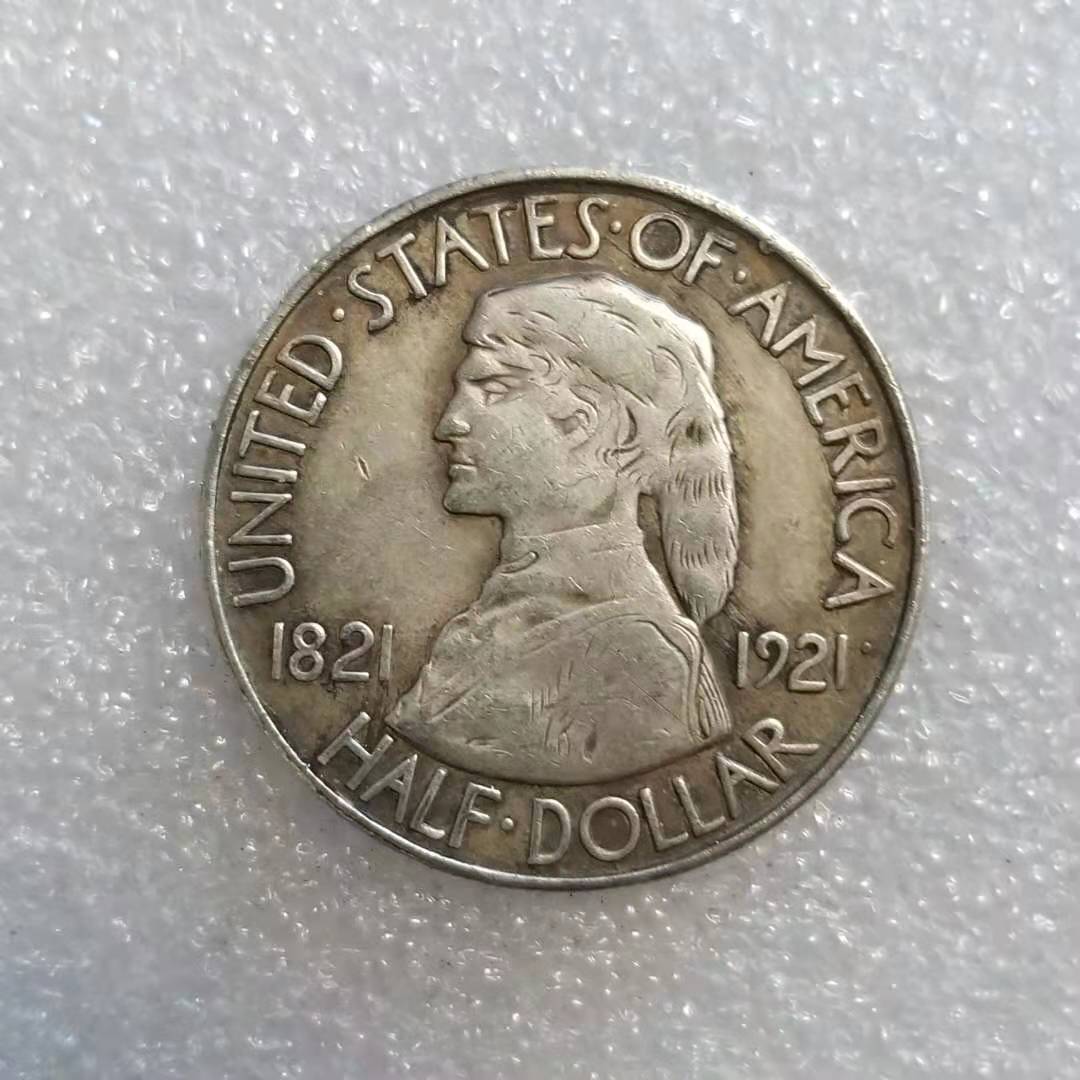 UNITED·STATES·OF·AMERICA
1821 1921
HALF·DOLLAR